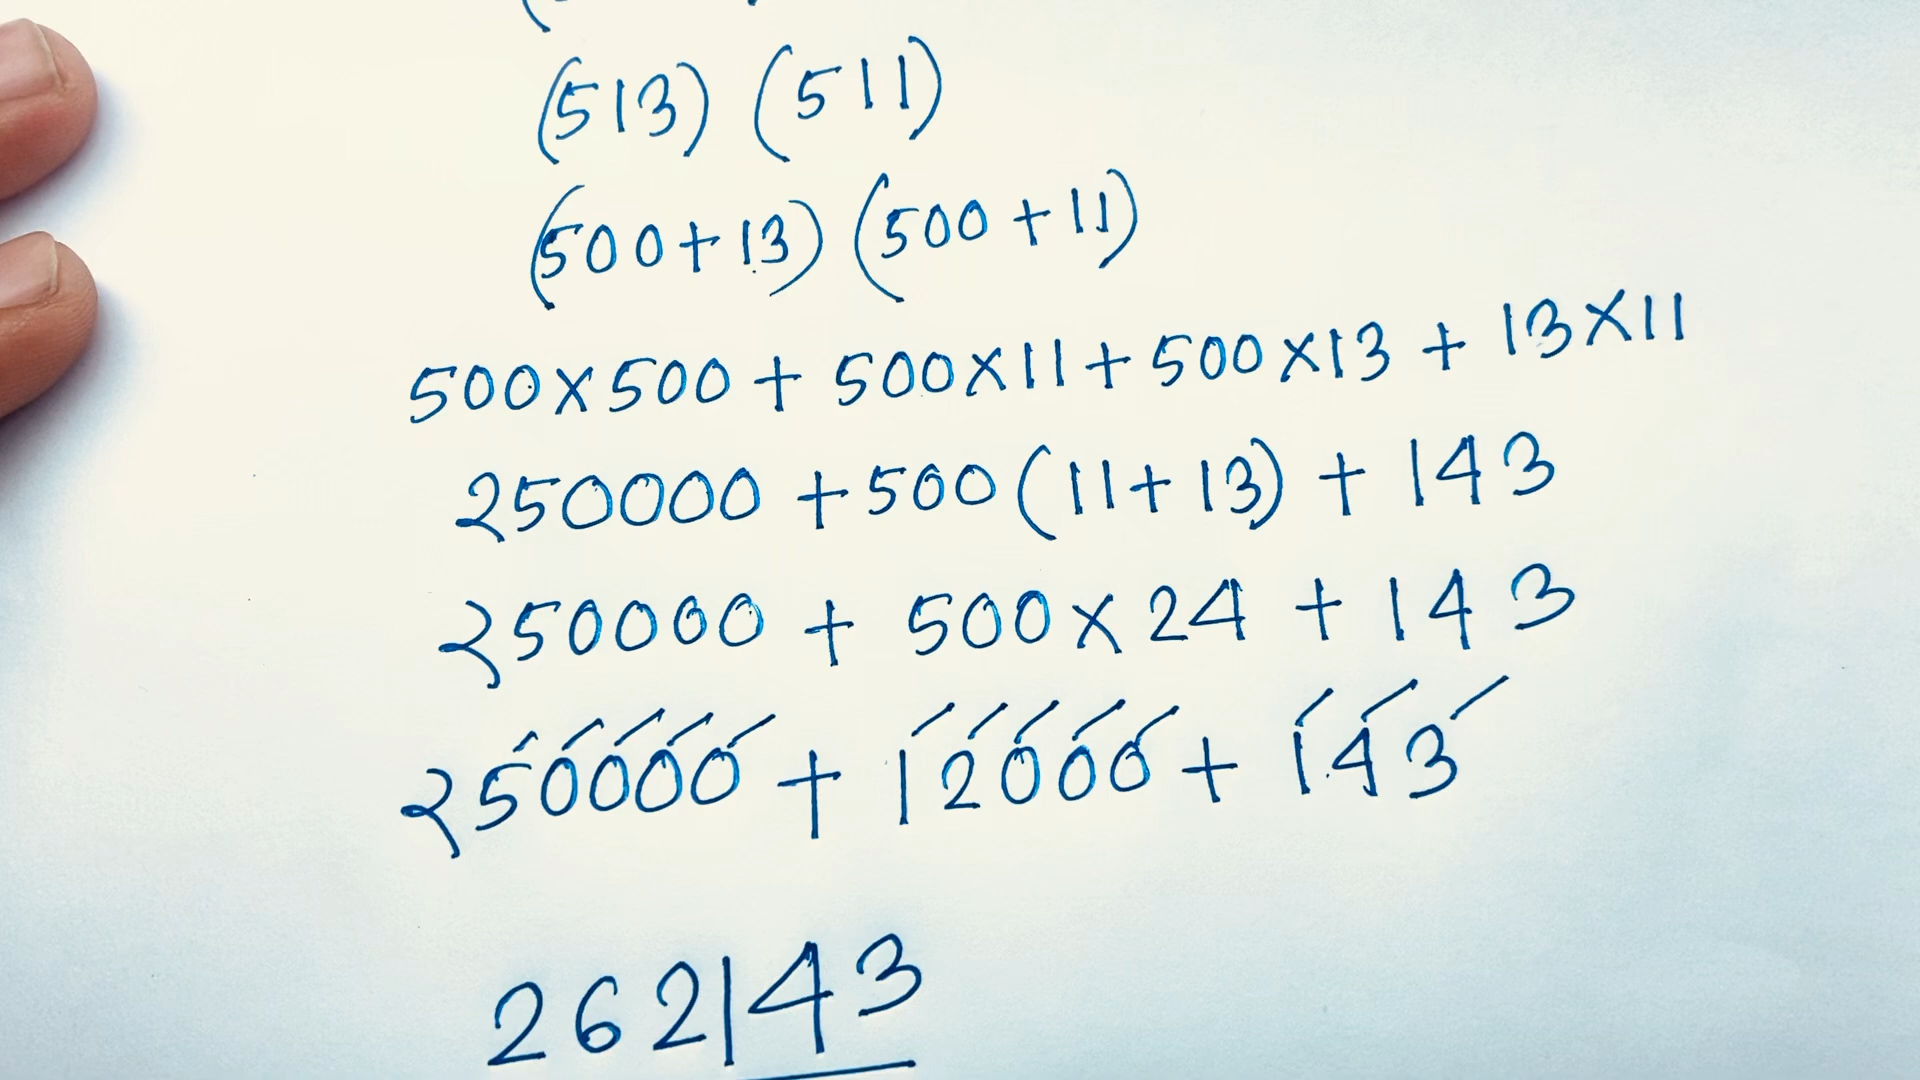 (513) (511)
(500+13) (500+11)
500×500 + 500×11 + 500×13 + 13×11
250000 + 500 (11+13) + 143
250000 + 500×24 + 143
250000 + 12000 + 143
262143